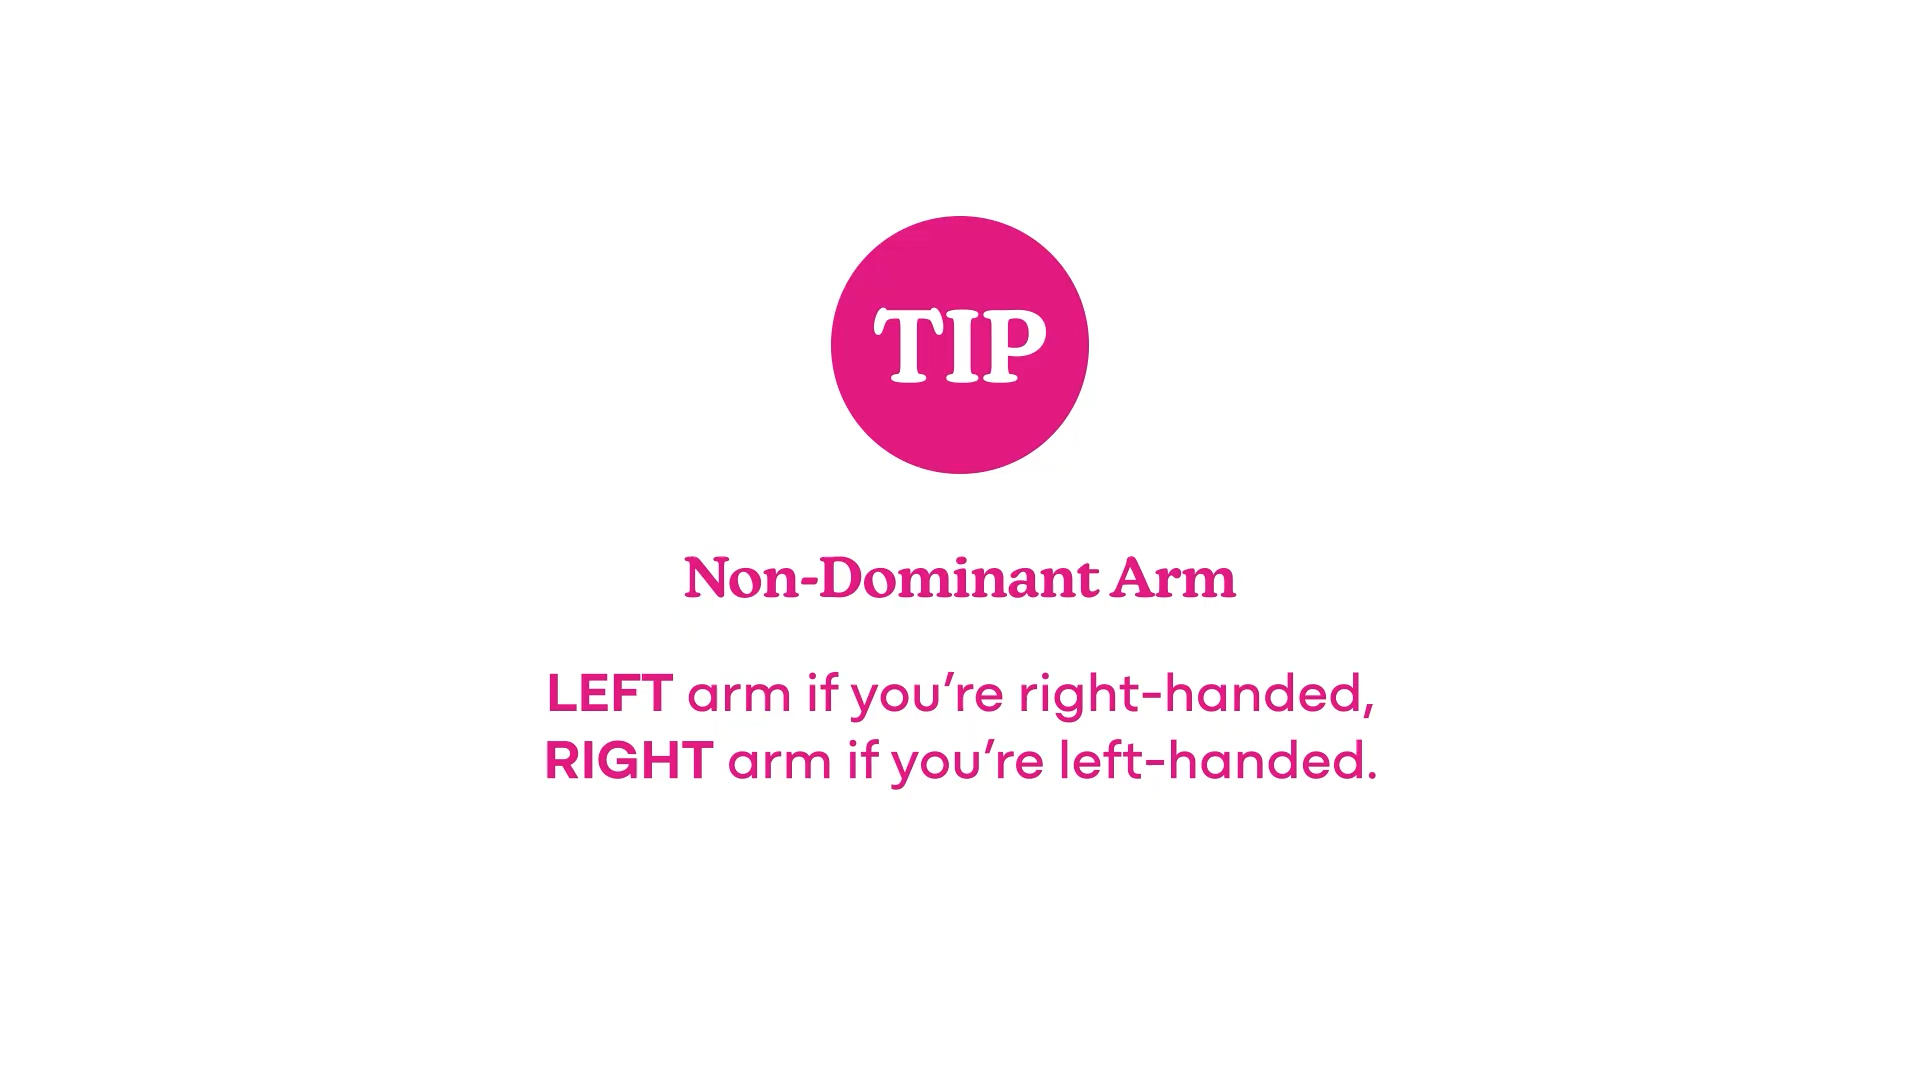 TIP
Non-Dominant Arm
LEFT arm if you’re right-handed,
RIGHT arm if you’re left-handed.